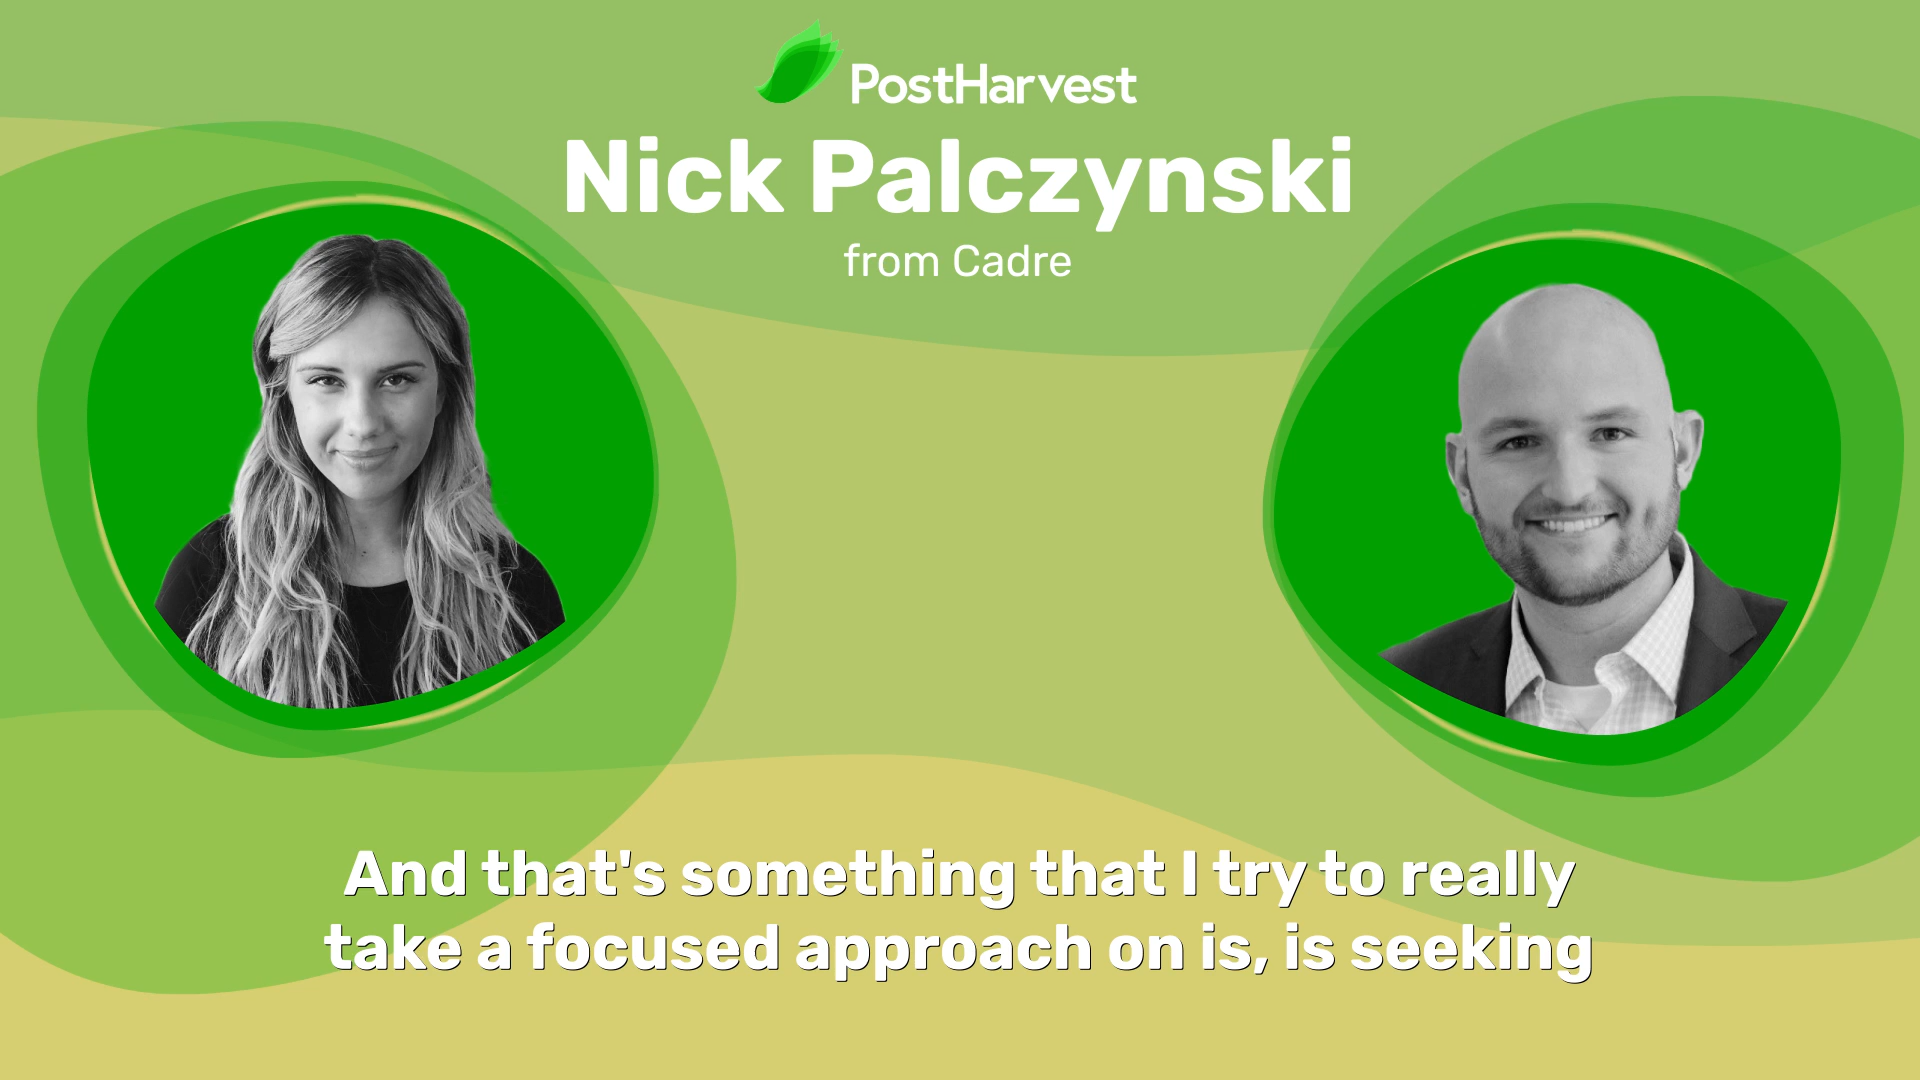 PostHarvest
Nick Palczynski
from Cadre
And that's something that I try to really
take a focused approach on is, is seeking